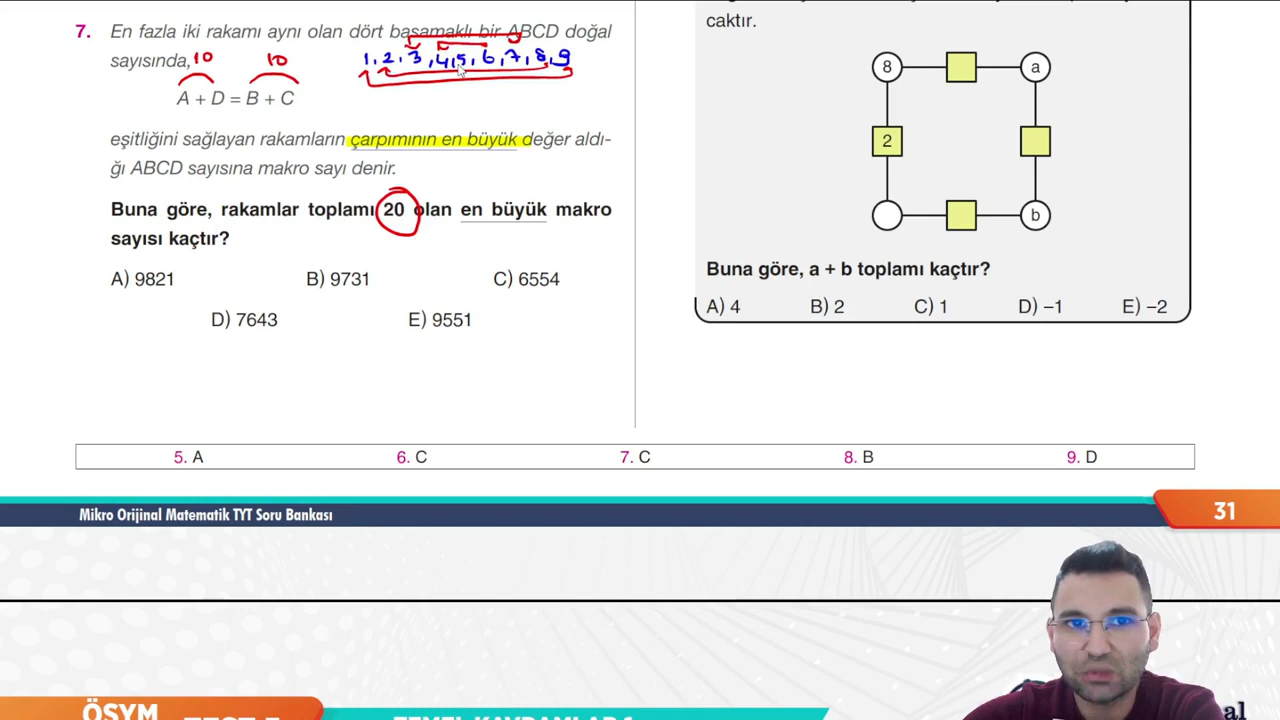 7. En fazla iki rakamı aynı olan dört basamaklı bir ABCD doğal
sayısında,
10 10
1, 2, 3, 4, 5, 6, 7, 8, 9
A + D = B + C
eşitliğini sağlayan rakamların çarpımının en büyük değer aldı-
ğı ABCD sayısına makro sayı denir.
Buna göre, rakamlar toplamı 20 olan en büyük makro
sayısı kaçtır?
A) 9821 B) 9731 C) 6554
D) 7643 E) 9551
caktır.
8 a
2
b
Buna göre, a + b toplamı kaçtır?
A) 4 B) 2 C) 1 D) –1 E) –2
5. A 6. C 7. C 8. B 9. D
Mikro Orijinal Matematik TYT Soru Bankası
31
ÖSYM